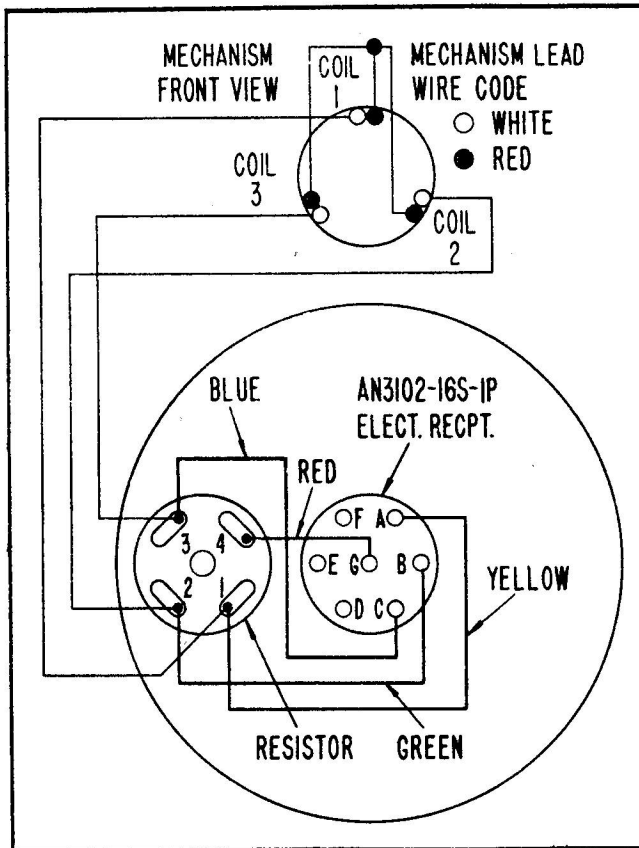 MECHANISM
FRONT VIEW
COIL
1
MECHANISM LEAD
WIRE CODE
WHITE
RED
COIL
3
COIL
2
BLUE
AN3102-16S-1P
ELECT. RECPT.
RED
F A
3 4
E G B
YELLOW
2 1
D C
RESISTOR
GREEN